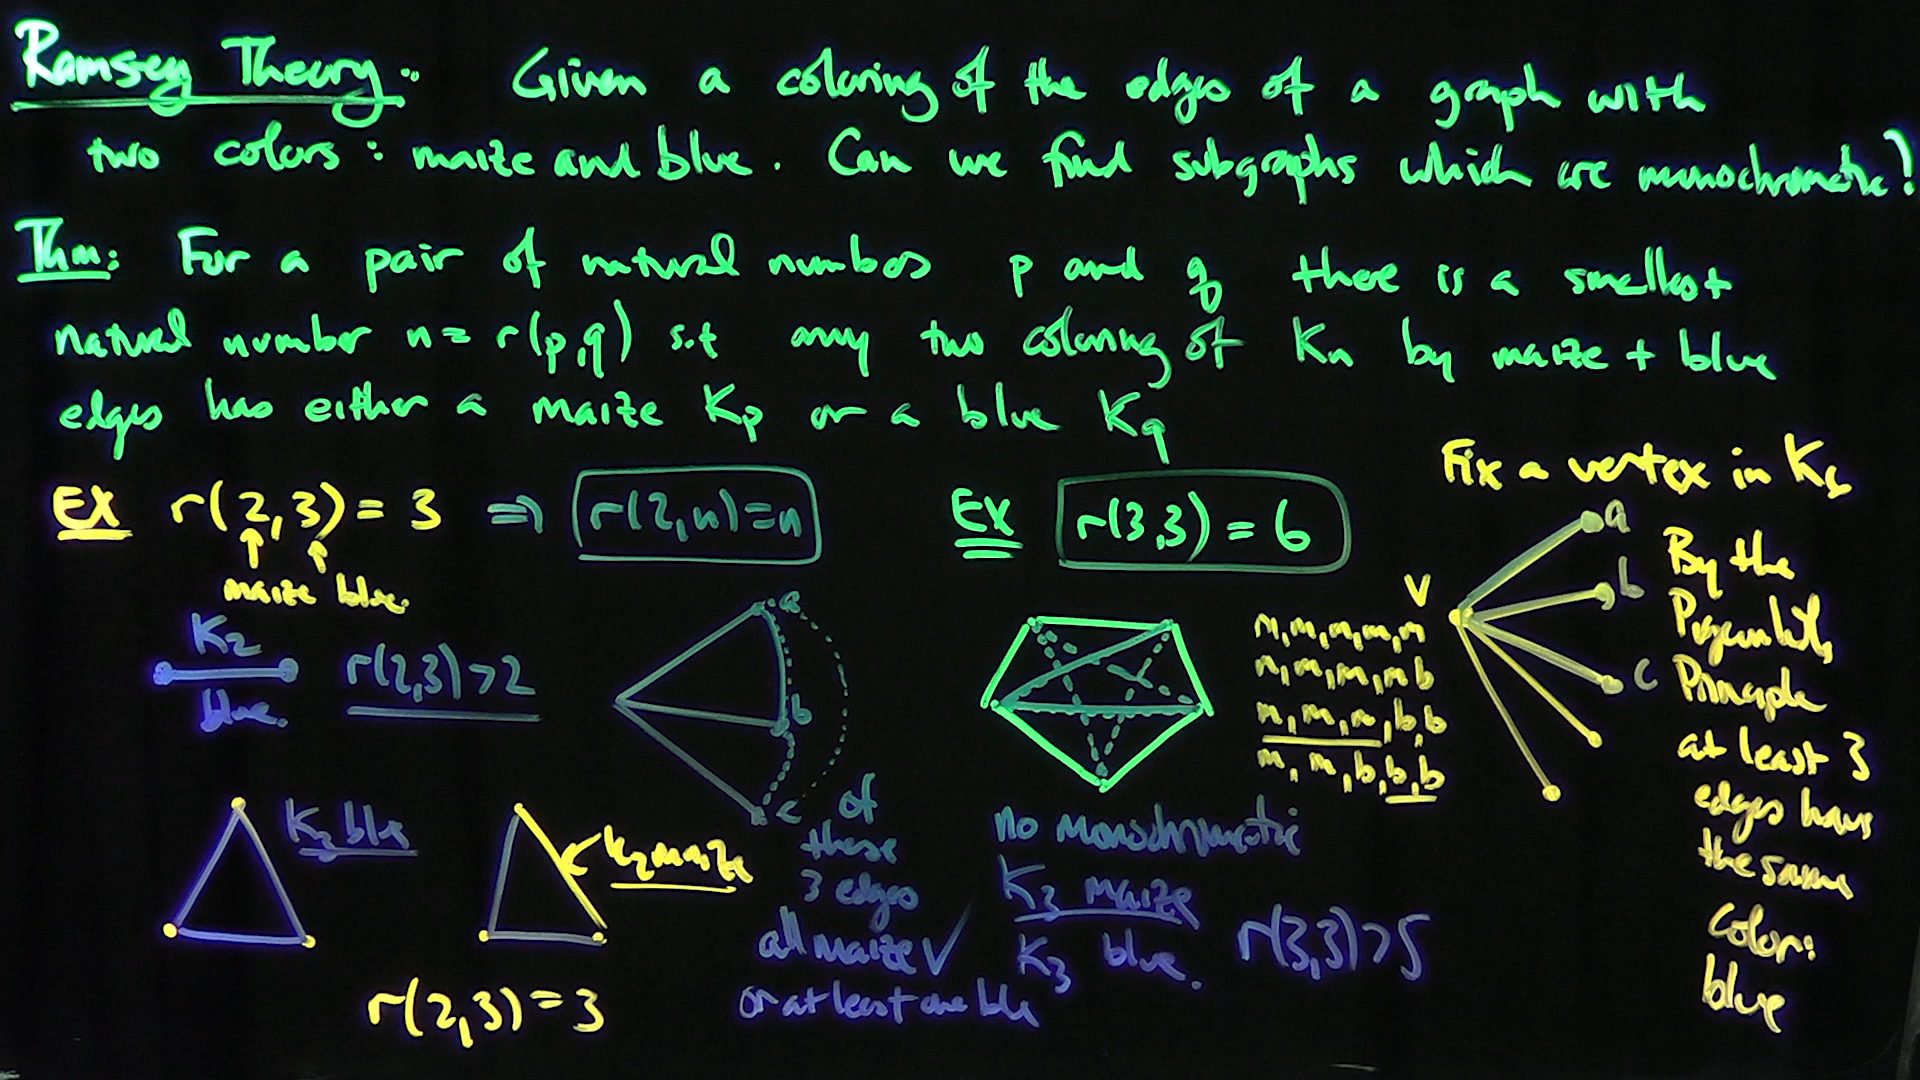 Ramsey Theory: Given a coloring of the edges of a graph with
two colors: maize and blue. Can we find subgraphs which are monochromatic?
Thm: For a pair of natural numbers p and q there is a smallest
natural number n = r(p,q) s.t any two coloring of Kn by maize + blue
edges has either a maize Kp or a blue Kq
EX r(2,3) = 3 ⇒ r(2,n)=n
maize blue.
K2
blue.
r(2,3)>2
K3 blue
K2 maize
r(2,3)=3
a
b
c
of
these
3 edges
all maize ✓
or at least one blue
EX r(3,3) = 6
no monochromatic
K3 maize
K3 blue.
r(3,3)>5
m,m,m,m,m
m,m,m,m,b
m,m,m,b,b
m,m,b,b,b
Fix a vertex in K6
V
a
b
c
By the
Pigeonhole
Principle
at least 3
edges have
the same
color:
blue